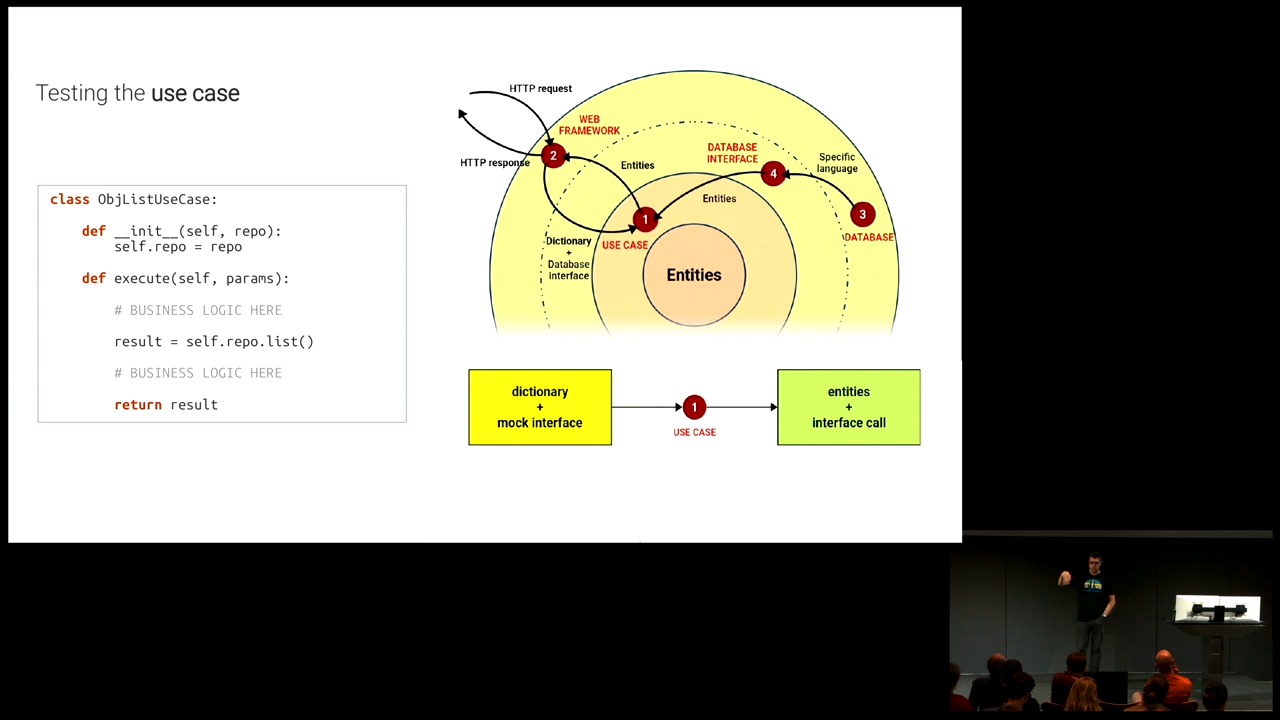 Testing the use case
class ObjListUseCase:
def __init__(self, repo):
self.repo = repo
def execute(self, params):
# BUSINESS LOGIC HERE
result = self.repo.list()
# BUSINESS LOGIC HERE
return result
HTTP request
WEB
FRAMEWORK
2
HTTP response
Entities
DATABASE
INTERFACE
4
Specific
language
Entities
1
3
USE CASE
DATABASE
Dictionary
+
Database
interface
Entities
dictionary
+
mock interface
1
USE CASE
entities
+
interface call